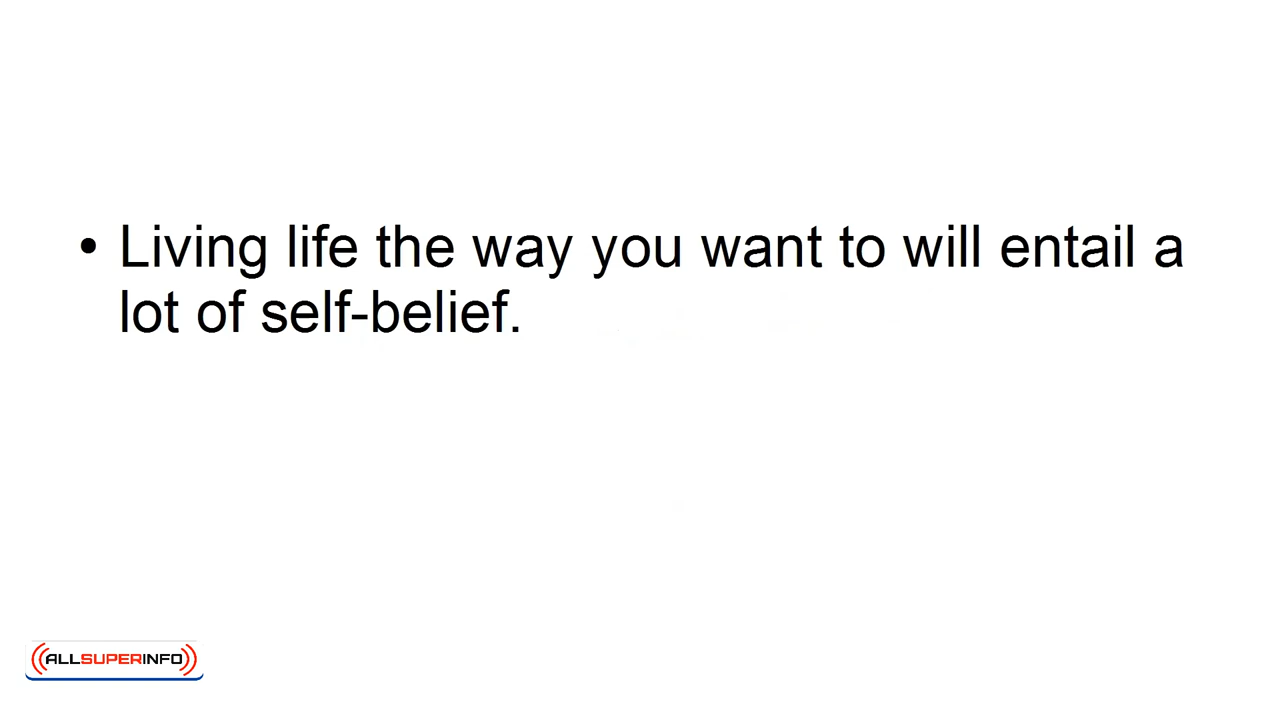 • Living life the way you want to will entail a
lot of self-belief.
ALLSUPERINFO